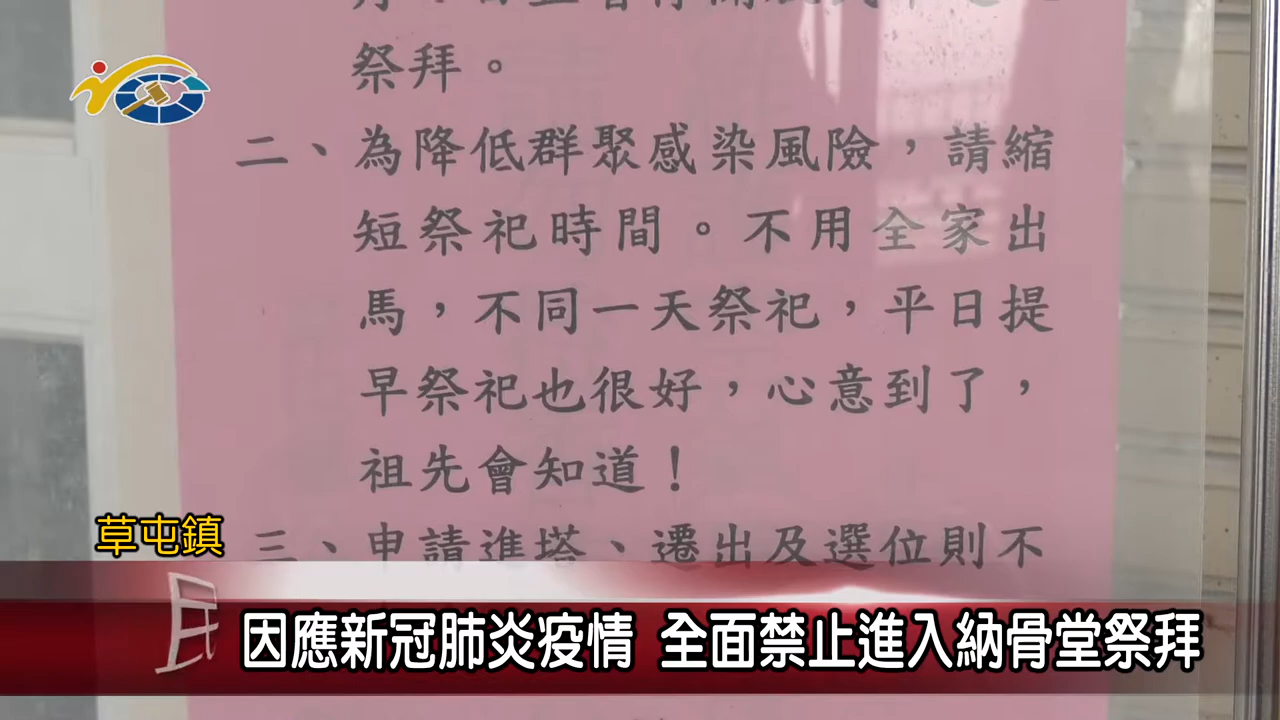 祭拜。
二、為降低群聚感染風險，請縮
短祭祀時間。不用全家出
馬，不同一天祭祀，平日提
早祭祀也很好，心意到了，
祖先會知道！
三、申請進塔、遷出及選位則不
草屯鎮
民
因應新冠肺炎疫情 全面禁止進入納骨堂祭拜